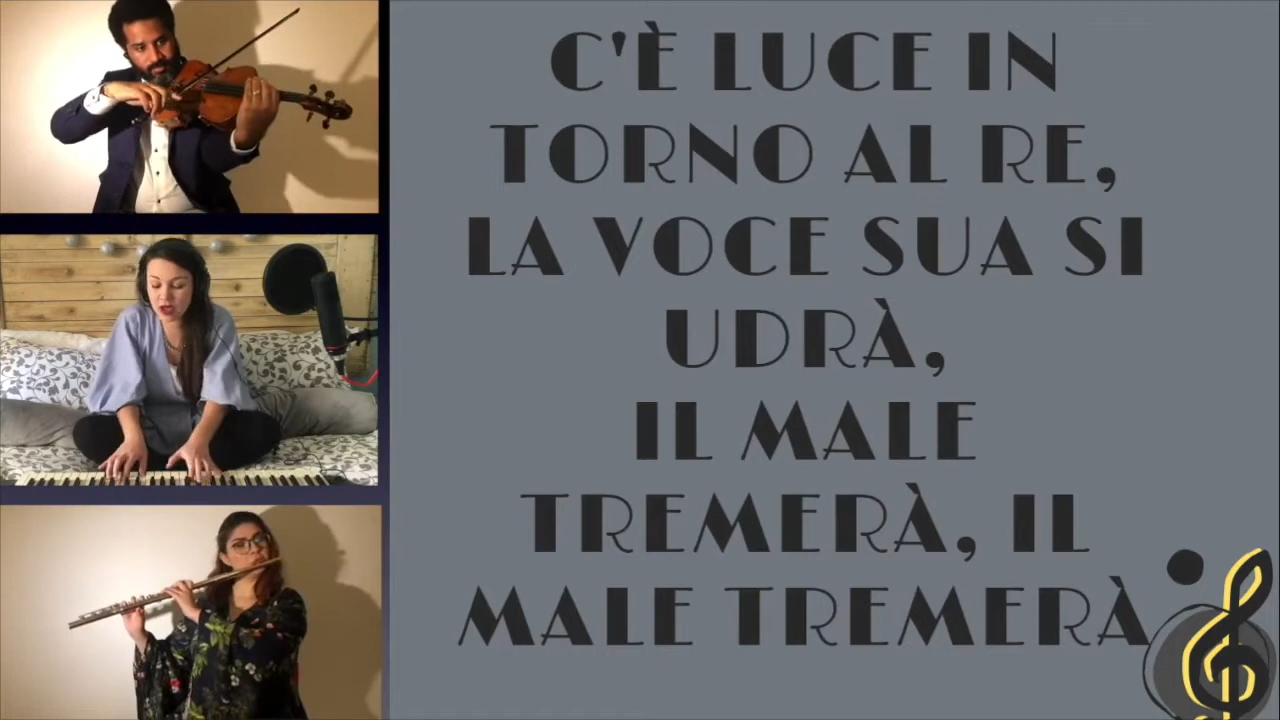 C'È LUCE IN
TORNO AL RE,
LA VOCE SUA SI
UDRÀ,
IL MALE
TREMERÀ, IL
MALE TREMERÀ